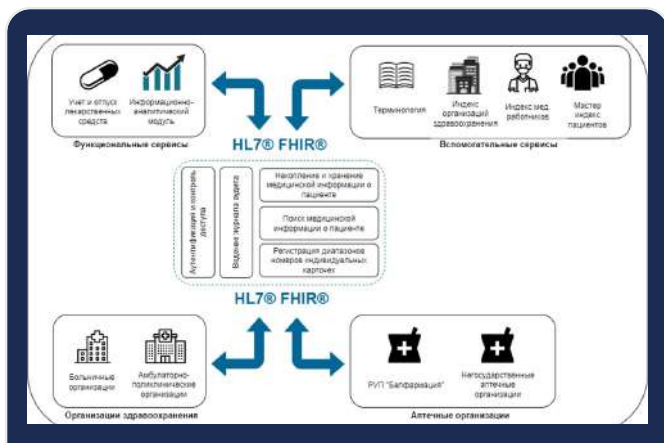 Учет и отпуск
лекарственных
средств
Информационно-
аналитический
модуль
Функциональные сервисы
Терминология
Индекс
организаций
здравоохранения
Индекс мед.
работников
Мастер
индекс
пациентов
Вспомогательные сервисы
HL7® FHIR®
Аутентификация и контроль
доступа
Ведение журнала аудита
Накопление и хранение
медицинской информации о
пациенте
Поиск медицинской
информации о пациенте
Регистрация диапазонов
номеров индивидуальных
карточек
HL7® FHIR®
Больничные
организации
Амбулаторно-
поликлинические
организации
Организации здравоохранения
РУП "Белфармация"
Негосударственные
аптечные
организации
Аптечные организации